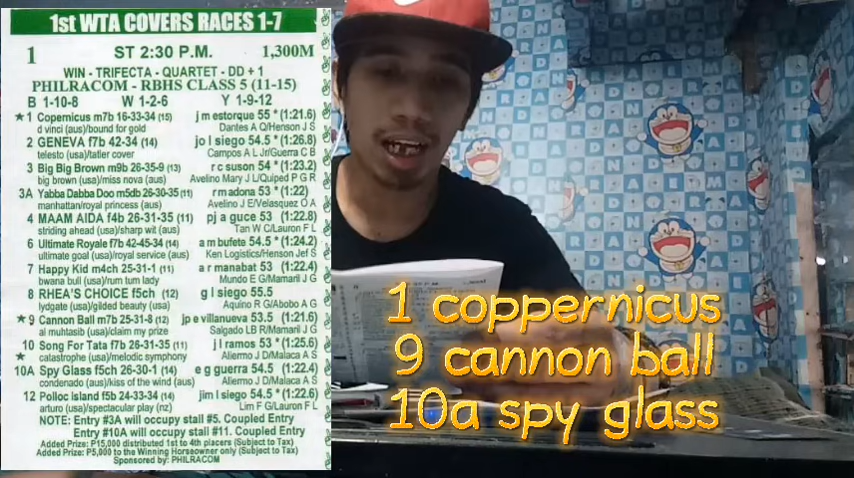 1st WTA COVERS RACES 1-7
1 ST 2:30 P.M. 1,300M
WIN - TRIFECTA - QUARTET - DD + 1
PHILRACOM - RBHS CLASS 5 (11-15)
B 1-10-8 W 1-2-6 Y 1-9-12
★1 Copernicus m7b 16-33-34 (15) j m estorque 55 * (1:21.6)
d vinci (aus)/bound for gold Dantes A Q/Henson J S
2 GENEVA f7b 42-34 (14) jo l siego 54.5 * (1:26.8)
telesto (usa)/tatier cover Campos A L Jr/Guerra C B
3 Big Big Brown m9b 26-35-9 (13) r c suson 54 * (1:23.2)
big brown (usa)/miss nova (aus) Avelino Mary J L/Quiped P G R
3A Yabba Dabba Doo m5db 26-30-35 (11) r m adona 53 * (1:22)
manhattan/royal princess (aus) Avelino J E/Velasquez O A
4 MAAM AIDA f4b 26-31-35 (11) pj a guce 53 (1:22.8)
striding ahead (usa)/sharp wit (aus) Tan W C/Lauron F L
6 Ultimate Royale f7b 42-45-34 (14) a m bufete 54.5 * (1:24.2)
ultimate goal (usa)/royal service (aus) Ken Logistics/Henson Jef S
7 Happy Kid m4ch 25-31-1 (11) a r manabat 53 (1:22.4)
bwana bull (usa)/rum tum lady Mundo E G/Mamaril J G
8 RHEA'S CHOICE f5ch (12) g l siego 55.5
lydgate (usa)/gilded beauty (usa) Aquino R G/Abobo A G
★9 Cannon Ball m7b 25-31-8 (12) jp e villanueva 53.5 (1:21.6)
al muhtasib (usa)/claim my prize Salgado LB R/Mamaril J G
10 Song For Tata f7b 26-31-35 (11) j l ramos 53 * (1:25.6)
★ catastrophe (usa)/melodic symphony Aliermo J D/Malaca A S
10A Spy Glass f5ch 26-30-1 (14) e g guerra 54.5 (1:22.4)
condenado (aus)/kiss of the wind (aus) Aliermo J D/Malaca A S
12 Polloc Island f5b 24-33-34 (14) jim l siego 54.5 * (1:22.6)
arturo (usa)/spectacular play (nz) Lim F G/Lauron F L
NOTE: Entry #3A will occupy stall #5. Coupled Entry
Entry #10A will occupy stall #11. Coupled Entry
Added Prize: P15,000 distributed 1st to 4th placers (Subject to Tax)
Added Prize: P5,000 to the Winning Horseowner only (Subject to Tax)
Sponsored by: PHILRACOM
1 coppernicus
9 cannon ball
10a spy glass